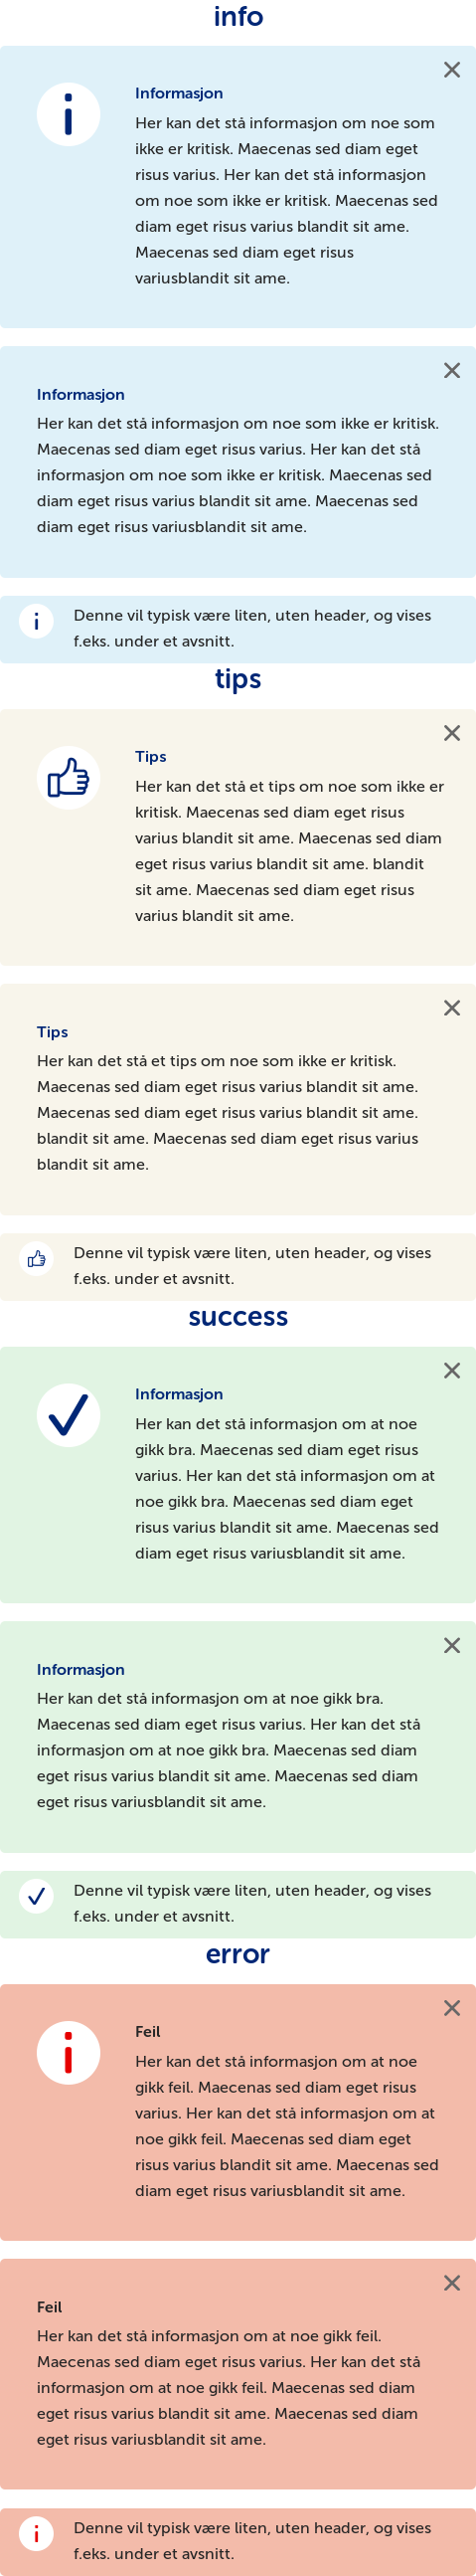 info
Informasjon
Her kan det stå informasjon om noe som
ikke er kritisk. Maecenas sed diam eget
risus varius. Her kan det stå informasjon
om noe som ikke er kritisk. Maecenas sed
diam eget risus varius blandit sit ame.
Maecenas sed diam eget risus
variusblandit sit ame.
Informasjon
Her kan det stå informasjon om noe som ikke er kritisk.
Maecenas sed diam eget risus varius. Her kan det stå
informasjon om noe som ikke er kritisk. Maecenas sed
diam eget risus varius blandit sit ame. Maecenas sed
diam eget risus variusblandit sit ame.
Denne vil typisk være liten, uten header, og vises
f.eks. under et avsnitt.
tips
Tips
Her kan det stå et tips om noe som ikke er
kritisk. Maecenas sed diam eget risus
varius blandit sit ame. Maecenas sed diam
eget risus varius blandit sit ame. blandit
sit ame. Maecenas sed diam eget risus
varius blandit sit ame.
Tips
Her kan det stå et tips om noe som ikke er kritisk.
Maecenas sed diam eget risus varius blandit sit ame.
Maecenas sed diam eget risus varius blandit sit ame.
blandit sit ame. Maecenas sed diam eget risus varius
blandit sit ame.
Denne vil typisk være liten, uten header, og vises
f.eks. under et avsnitt.
success
Informasjon
Her kan det stå informasjon om at noe
gikk bra. Maecenas sed diam eget risus
varius. Her kan det stå informasjon om at
noe gikk bra. Maecenas sed diam eget
risus varius blandit sit ame. Maecenas sed
diam eget risus variusblandit sit ame.
Informasjon
Her kan det stå informasjon om at noe gikk bra.
Maecenas sed diam eget risus varius. Her kan det stå
informasjon om at noe gikk bra. Maecenas sed diam
eget risus varius blandit sit ame. Maecenas sed diam
eget risus variusblandit sit ame.
Denne vil typisk være liten, uten header, og vises
f.eks. under et avsnitt.
error
Feil
Her kan det stå informasjon om at noe
gikk feil. Maecenas sed diam eget risus
varius. Her kan det stå informasjon om at
noe gikk feil. Maecenas sed diam eget
risus varius blandit sit ame. Maecenas sed
diam eget risus variusblandit sit ame.
Feil
Her kan det stå informasjon om at noe gikk feil.
Maecenas sed diam eget risus varius. Her kan det stå
informasjon om at noe gikk feil. Maecenas sed diam
eget risus varius blandit sit ame. Maecenas sed diam
eget risus variusblandit sit ame.
Denne vil typisk være liten, uten header, og vises
f.eks. under et avsnitt.